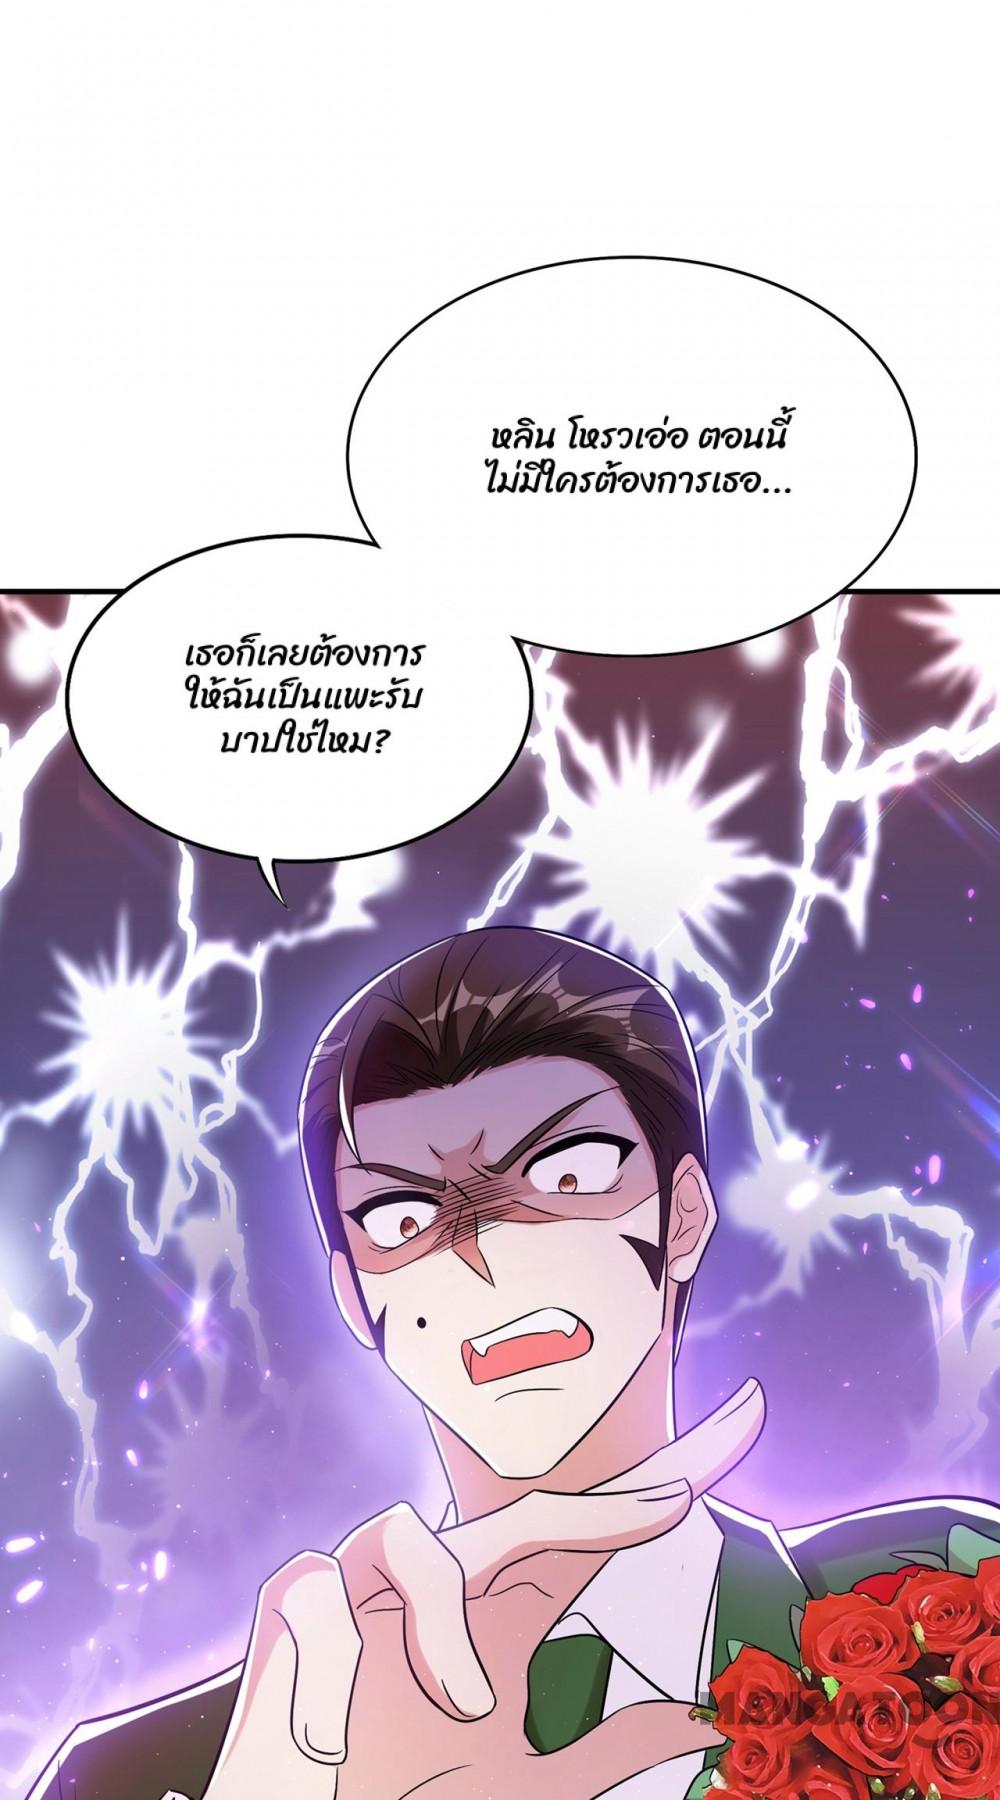 หลิน โหรวเอ่อ ตอนนี้
ไม่มีใครต้องการเธอ...
เธอก็เลยต้องการ
ให้ฉันเป็นแพะรับ
บาปใช่ไหม?
MANGATOON